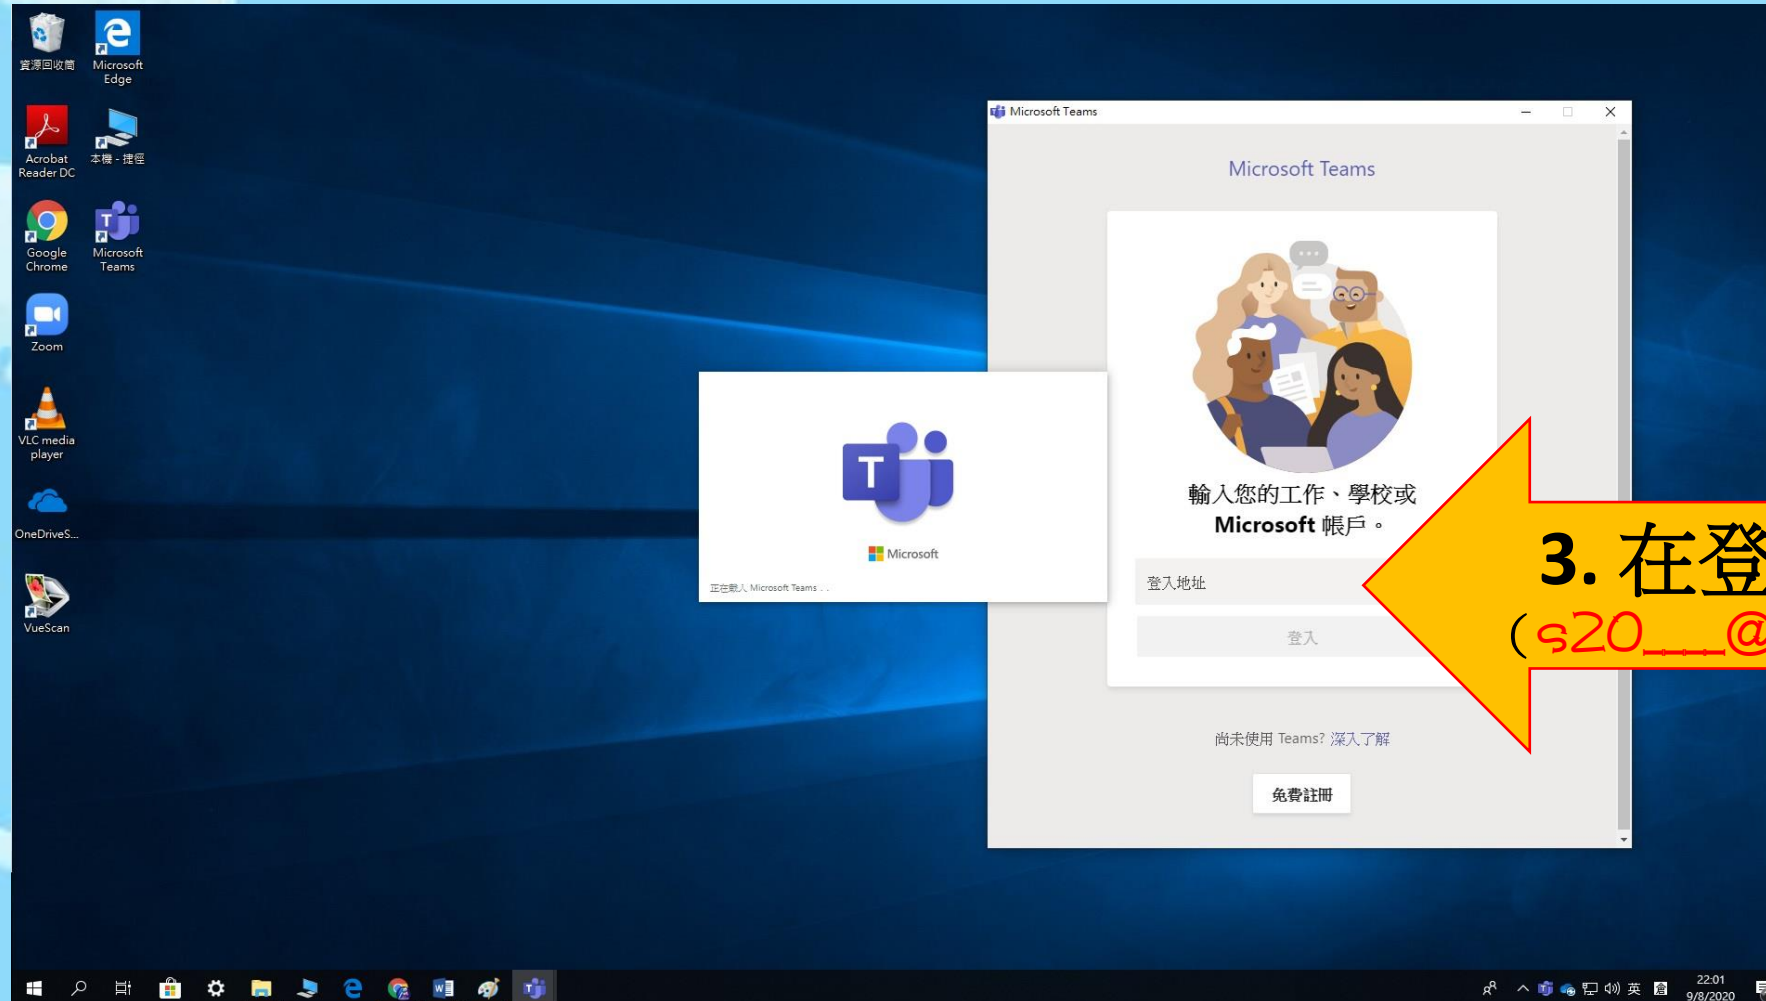 資源回收筒
Microsoft Edge
Acrobat Reader DC
本機 - 捷徑
Google Chrome
Microsoft Teams
Zoom
VLC media player
OneDriveS...
VueScan
Microsoft Teams
Microsoft Teams
輸入您的工作、學校或
Microsoft 帳戶。
登入地址
登入
尚未使用 Teams? 深入了解
免費註冊
T
Microsoft
正在載入 Microsoft Teams . .
3. 在登
(s20___@
英
倉
22:01
9/8/2020